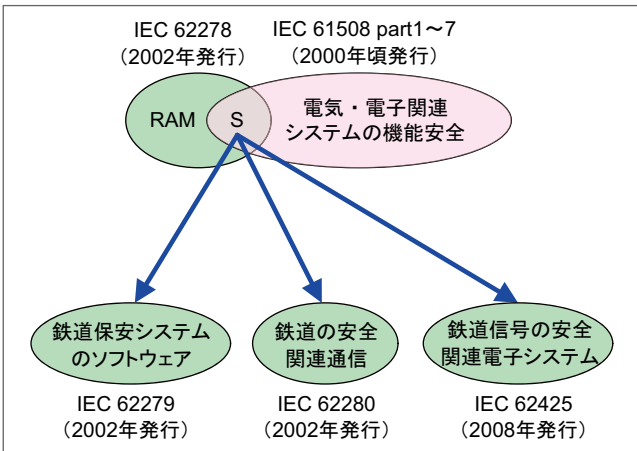 IEC 62278
（2002年発行）
IEC 61508 part1～7
（2000年頃発行）
RAM
S
電気・電子関連
システムの機能安全
鉄道保安システム
のソフトウェア
鉄道の安全
関連通信
鉄道信号の安全
関連電子システム
IEC 62279
（2002年発行）
IEC 62280
（2002年発行）
IEC 62425
（2008年発行）